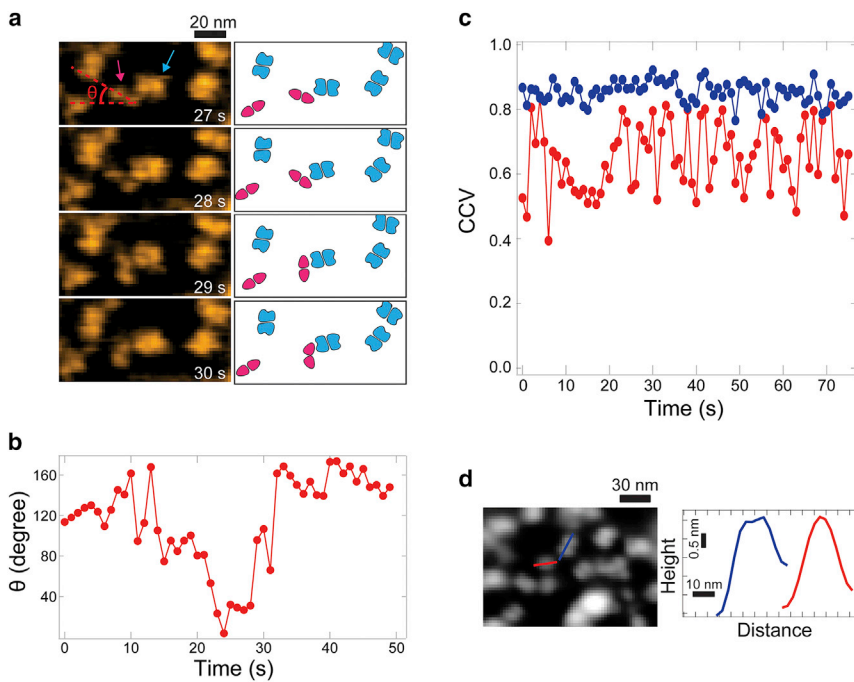 a
20 nm
θ
27 s
28 s
29 s
30 s
b
θ (degree)
160
120
80
40
0 10 20 30 40 50
Time (s)
c
CCV
1.0
0.8
0.6
0.4
0.2
0.0
0 10 20 30 40 50 60 70
Time (s)
d
30 nm
Height
0.5 nm
10 nm
Distance